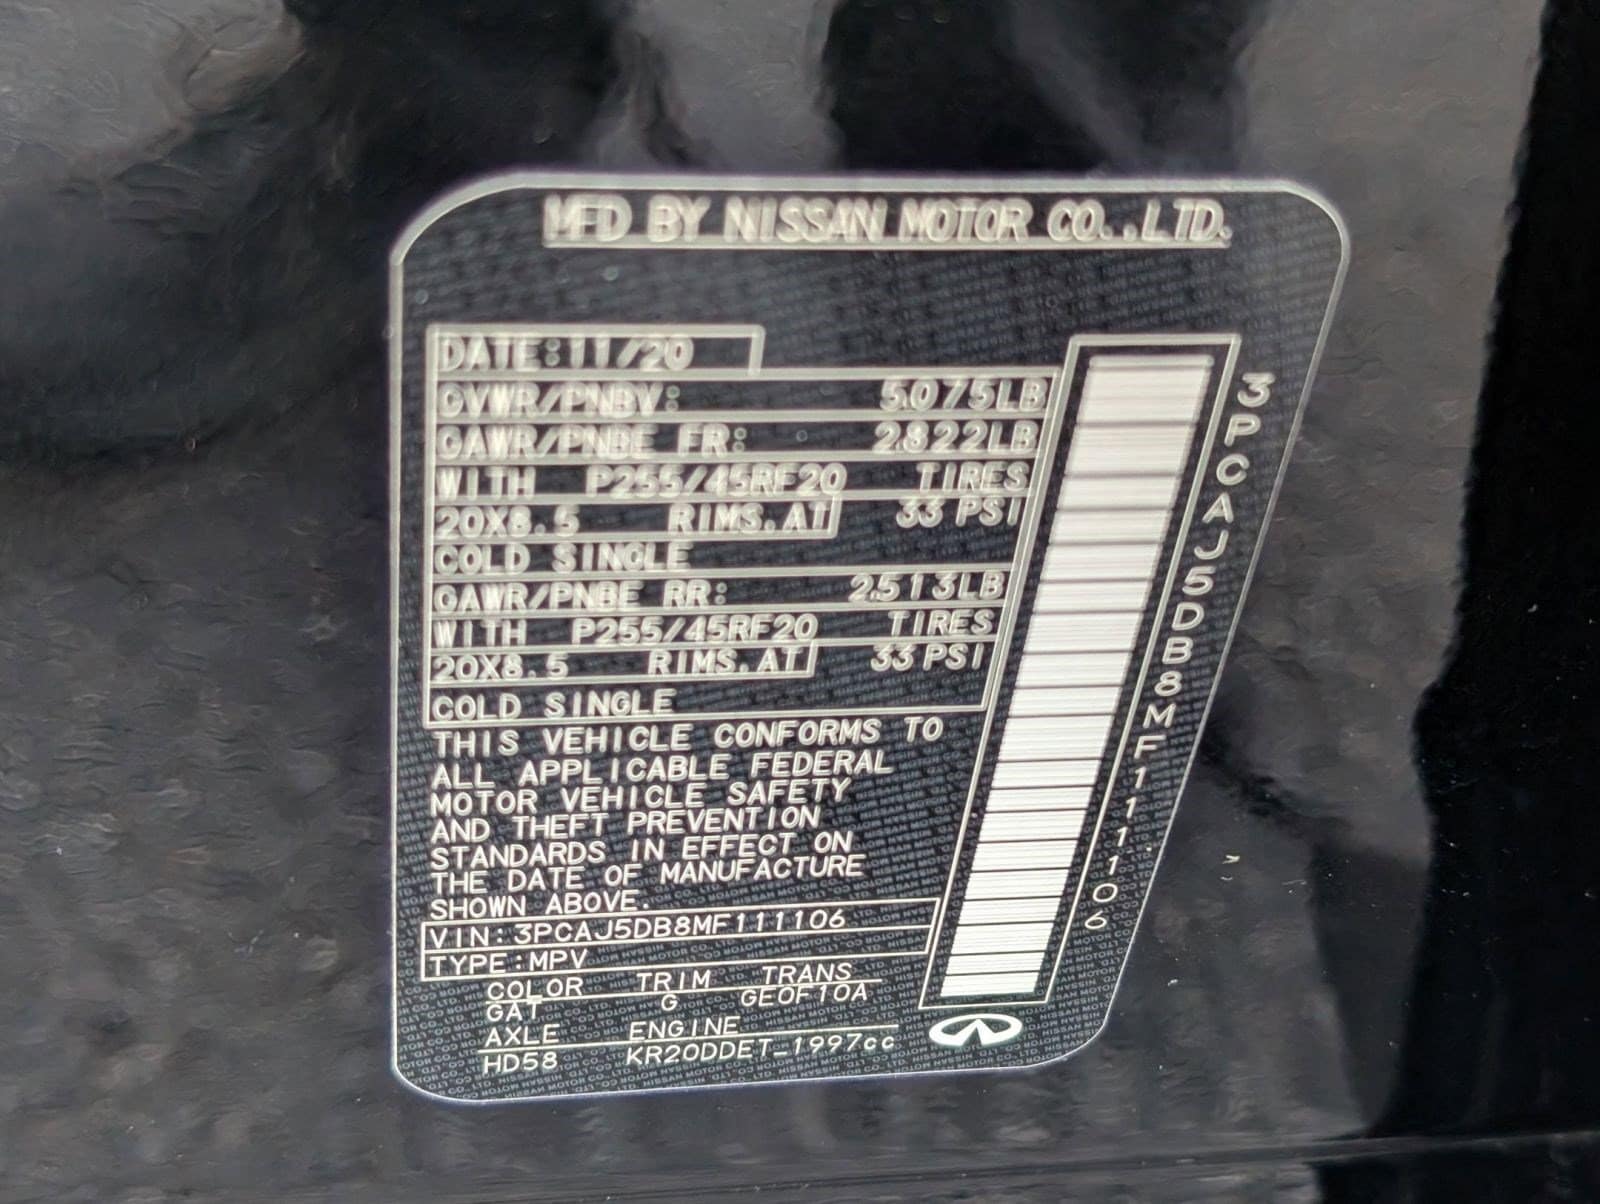 MFD BY NISSAN MOTOR CO.,LTD.
DATE:11/20
GVWR/PNBV: 5075LB
GAWR/PNBE FR: 2822LB
WITH P255/45RF20 TIRES
20X8.5 RIMS.AT 33 PSI
COLD SINGLE
GAWR/PNBE RR: 2513LB
WITH P255/45RF20 TIRES
20X8.5 RIMS.AT 33 PSI
COLD SINGLE
THIS VEHICLE CONFORMS TO
ALL APPLICABLE FEDERAL
MOTOR VEHICLE SAFETY
AND THEFT PREVENTION
STANDARDS IN EFFECT ON
THE DATE OF MANUFACTURE
SHOWN ABOVE.
VIN:3PCAJ5DB8MF111106
TYPE:MPV
COLOR TRIM TRANS
GAT G GE0F10A
AXLE ENGINE
HD58 KR20DDET_1997cc
3PCAJ5DB8MF111106